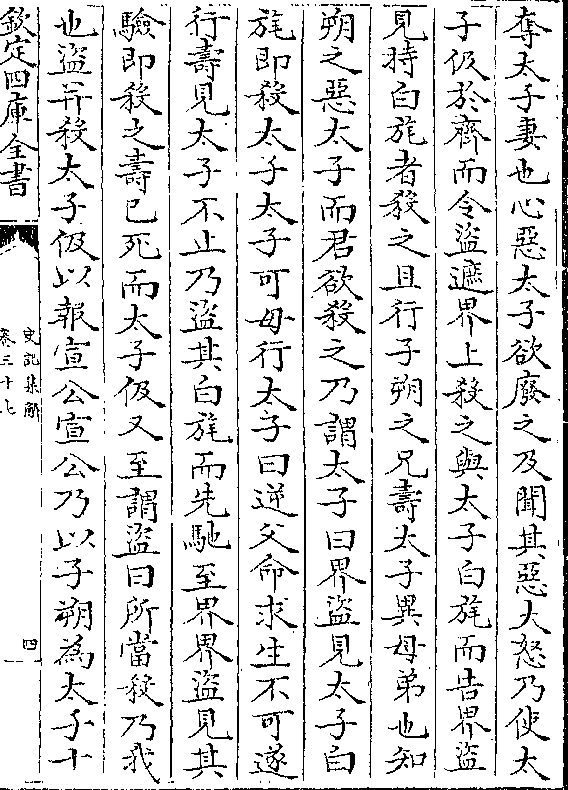 奪太子妻也心惡太子欲廢之及聞其惡大怒乃使太
子伋於齊而令盜遮界上殺之與太子白旄而告界盜
見持白旄者殺之且行子朔之兄壽太子異母弟也知
朔之惡太子而君欲殺之乃謂太子曰界盜見太子白
旄即殺太子太子可毋行太子曰逆父命求生不可遂
行壽見太子不止乃盜其白旄而先馳至界界盜見其
驗即殺之壽已死而太子伋又至謂盜曰所當殺乃我
也盜并殺太子伋以報宣公宣公乃以子朔為太子十
欽定四庫全書
史記集解
卷三十七
四